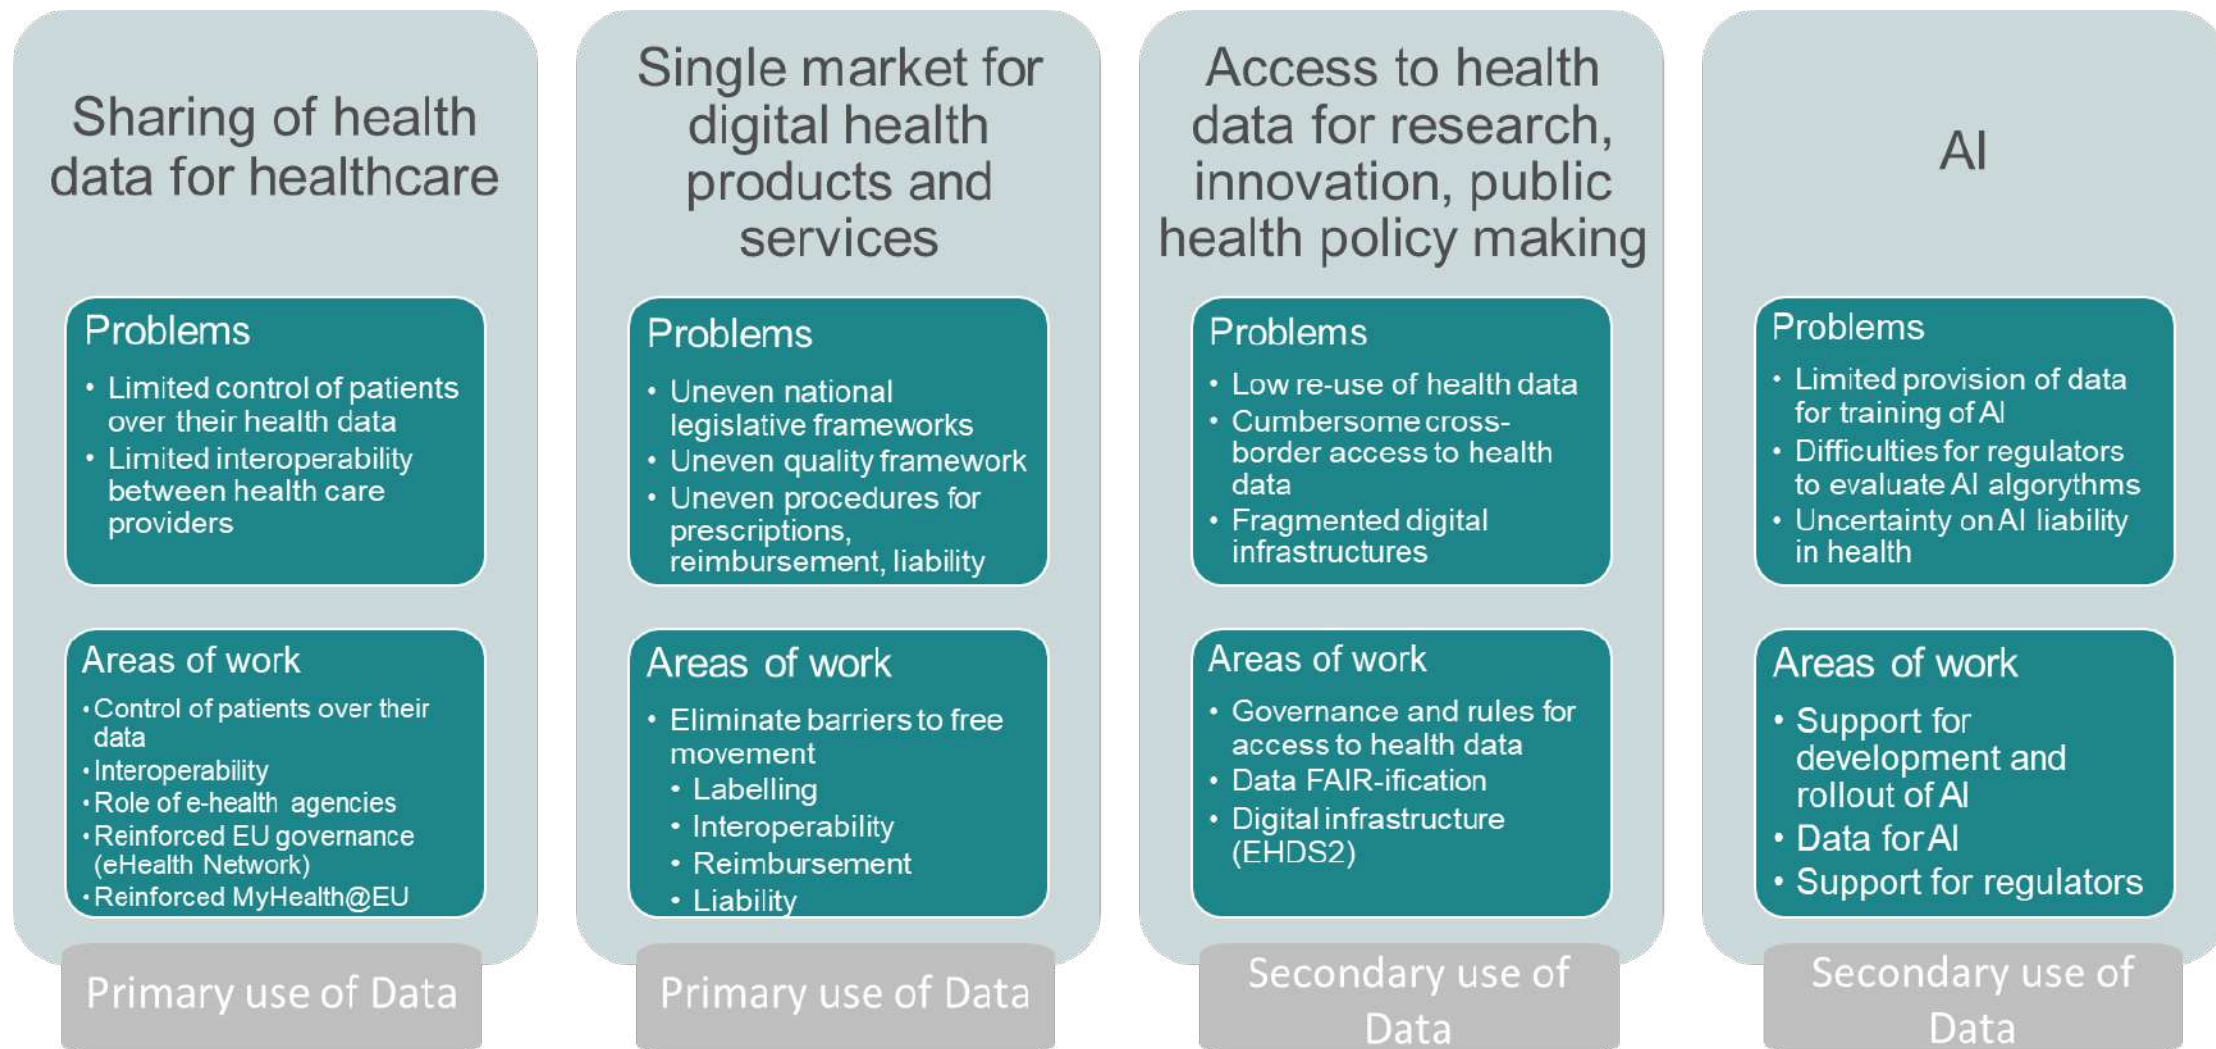 Sharing of health
data for healthcare
Problems
• Limited control of patients
over their health data
• Limited interoperability
between health care
providers
Areas of work
• Control of patients over their
data
• Interoperability
• Role of e-health agencies
• Reinforced EU governance
(eHealth Network)
• Reinforced MyHealth@EU
Primary use of Data
Single market for
digital health
products and
services
Problems
• Uneven national
legislative frameworks
• Uneven quality framework
• Uneven procedures for
prescriptions,
reimbursement, liability
Areas of work
• Eliminate barriers to free
movement
• Labelling
• Interoperability
• Reimbursement
• Liability
Primary use of Data
Access to health
data for research,
innovation, public
health policy making
Problems
• Low re-use of health data
• Cumbersome cross-
border access to health
data
• Fragmented digital
infrastructures
Areas of work
• Governance and rules for
access to health data
• Data FAIR-ification
• Digital infrastructure
(EHDS2)
Secondary use of
Data
AI
Problems
• Limited provision of data
for training of AI
• Difficulties for regulators
to evaluate AI algorythms
• Uncertainty on AI liability
in health
Areas of work
• Support for
development and
rollout of AI
• Data for AI
• Support for regulators
Secondary use of
Data